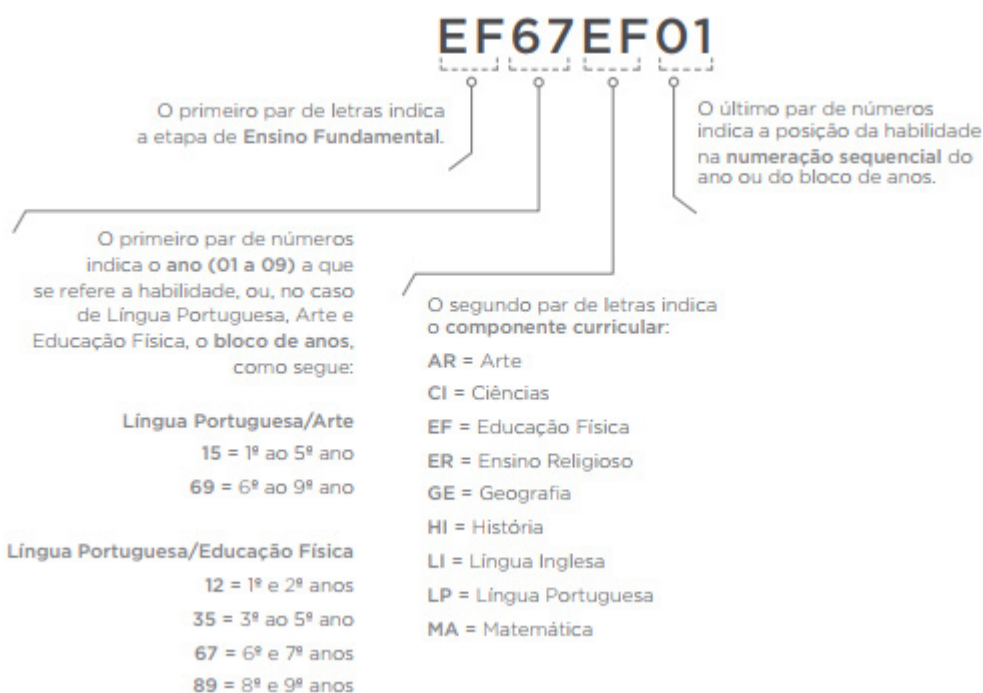 EF67EF01
O primeiro par de letras indica
a etapa de Ensino Fundamental.
O último par de números
indica a posição da habilidade
na numeração sequencial do
ano ou do bloco de anos.
O primeiro par de números
indica o ano (01 a 09) a que
se refere a habilidade, ou, no caso
de Língua Portuguesa, Arte e
Educação Física, o bloco de anos,
como segue:
Língua Portuguesa/Arte
15 = 1º ao 5º ano
69 = 6º ao 9º ano
Língua Portuguesa/Educação Física
12 = 1º e 2º anos
35 = 3º ao 5º ano
67 = 6º e 7º anos
89 = 8º e 9º anos
O segundo par de letras indica
o componente curricular:
AR = Arte
CI = Ciências
EF = Educação Física
ER = Ensino Religioso
GE = Geografia
HI = História
LI = Língua Inglesa
LP = Língua Portuguesa
MA = Matemática